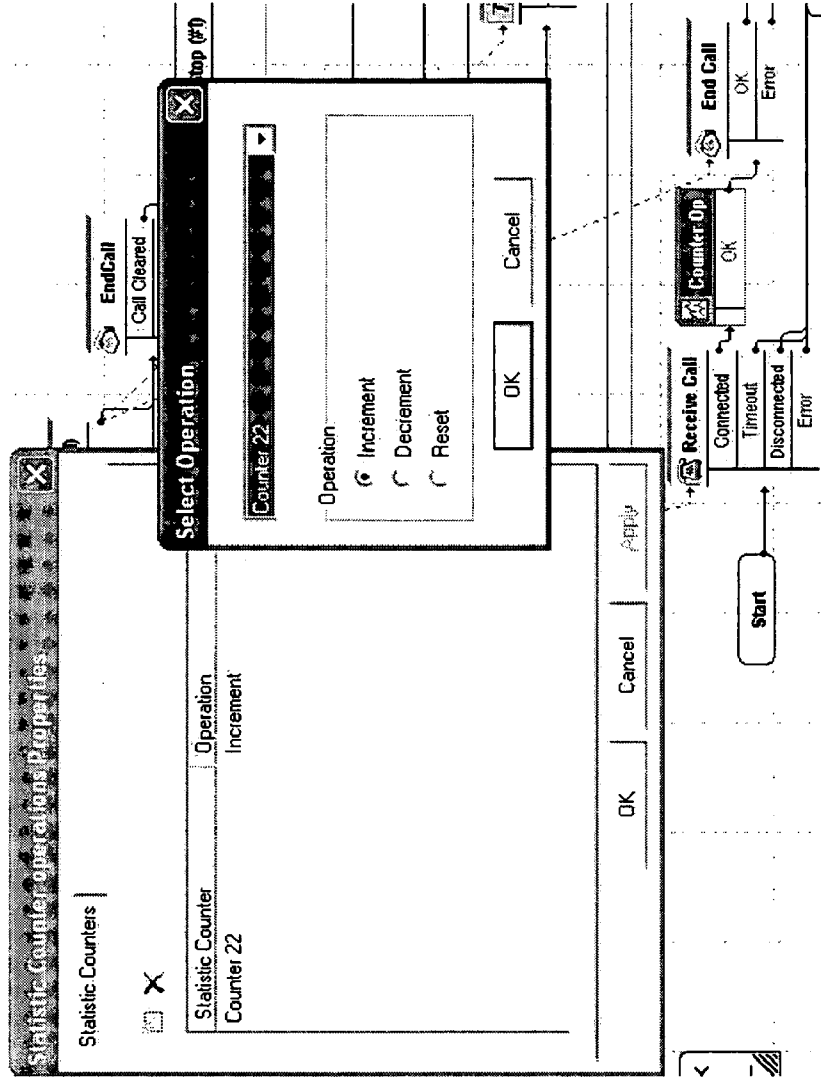 Statistic Counter operations Properties
Statistic Counters
Statistic Counter
Operation
Counter 22
Increment
OK
Cancel
Apply
Select Operation
Counter 22
Operation
Increment
Decrement
Reset
OK
Cancel
EndCall
Call Cleared
top (#1)
Start
Receive Call
Connected
Timeout
Disconnected
Error
Counter Op
OK
End Call
OK
Error